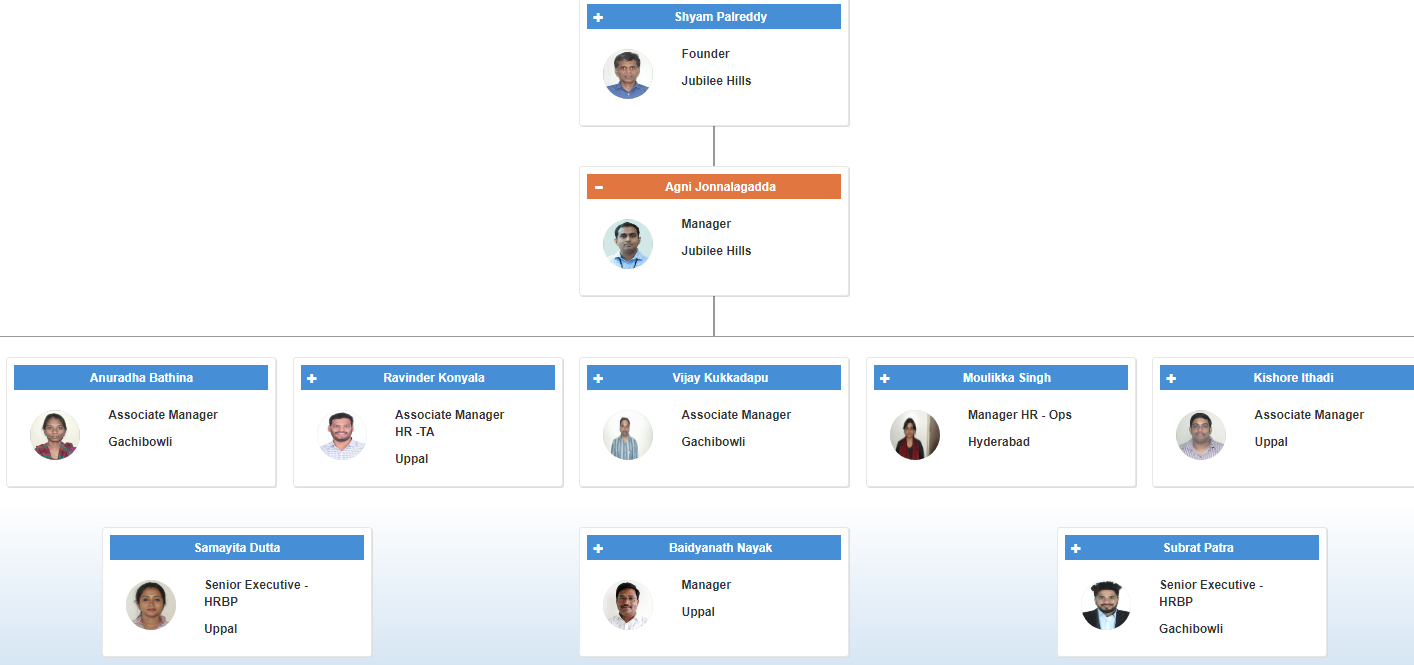 Shyam Palreddy
Founder
Jubilee Hills
Agni Jonnalagadda
Manager
Jubilee Hills
Anuradha Bathina
Associate Manager
Gachibowli
Ravinder Konyala
Associate Manager
HR -TA
Uppal
Vijay Kukkadapu
Associate Manager
Gachibowli
Moulikka Singh
Manager HR - Ops
Hyderabad
Kishore Ithadi
Associate Manager
Uppal
Samayita Dutta
Senior Executive -
HRBP
Uppal
Baidyanath Nayak
Manager
Uppal
Subrat Patra
Senior Executive -
HRBP
Gachibowli